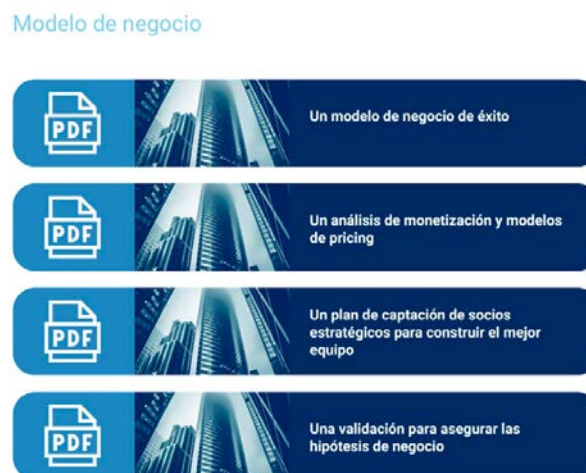 Modelo de negocio
PDF
Un modelo de negocio de éxito
PDF
Un análisis de monetización y modelos
de pricing
PDF
Un plan de captación de socios
estratégicos para construir el mejor
equipo
PDF
Una validación para asegurar las
hipótesis de negocio